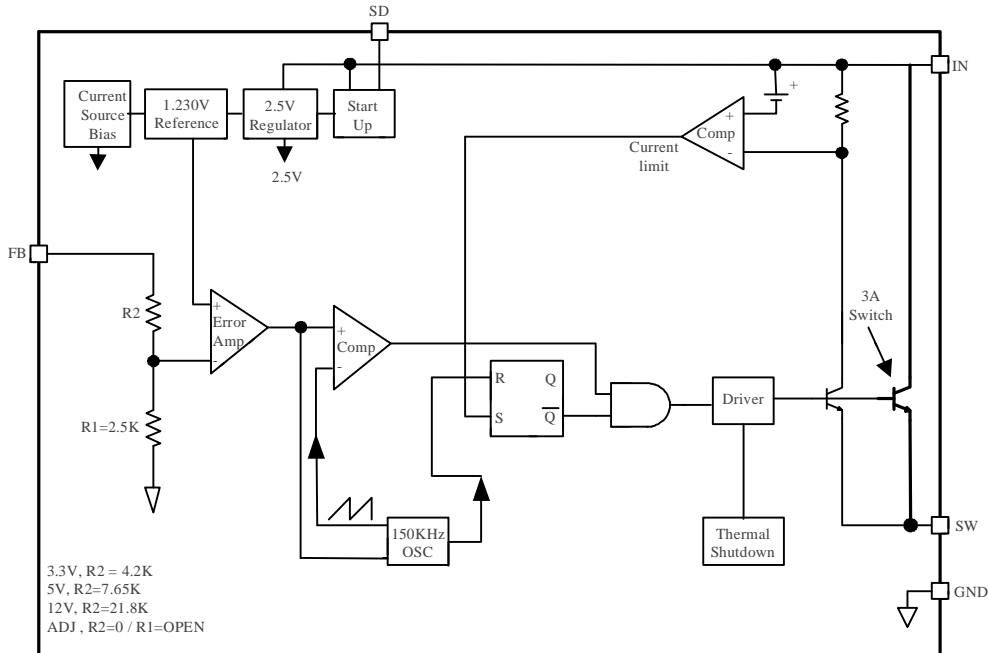 SD
IN
Current
Source
Bias
1.230V
Reference
2.5V
Regulator
Start
Up
2.5V
+
+
Comp
-
Current
limit
FB
R2
R1=2.5K
+
Error
Amp
-
+
Comp
-
R
Q
S
Q
Driver
3A
Switch
150KHz
OSC
Thermal
Shutdown
SW
GND
3.3V, R2 = 4.2K
5V, R2=7.65K
12V, R2=21.8K
ADJ , R2=0 / R1=OPEN